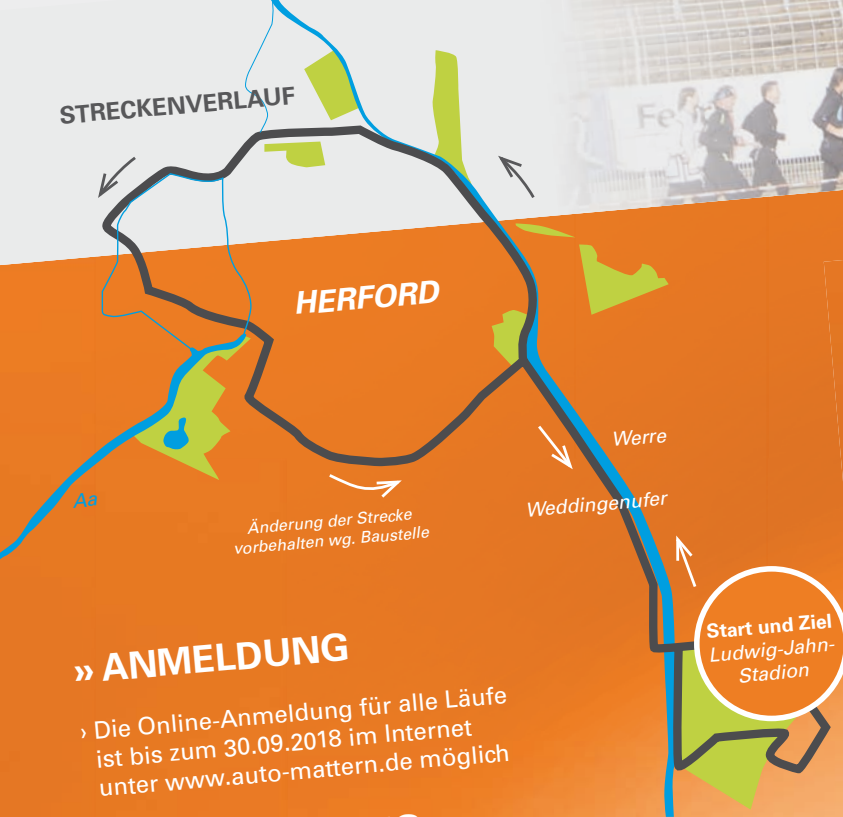 STRECKENVERLAUF
Fe
HERFORD
Werre
Weddingenufer
Aa
Änderung der Strecke
vorbehalten wg. Baustelle
Start und Ziel
Ludwig-Jahn-
Stadion
» ANMELDUNG
› Die Online-Anmeldung für alle Läufe
ist bis zum 30.09.2018 im Internet
unter www.auto-mattern.de möglich